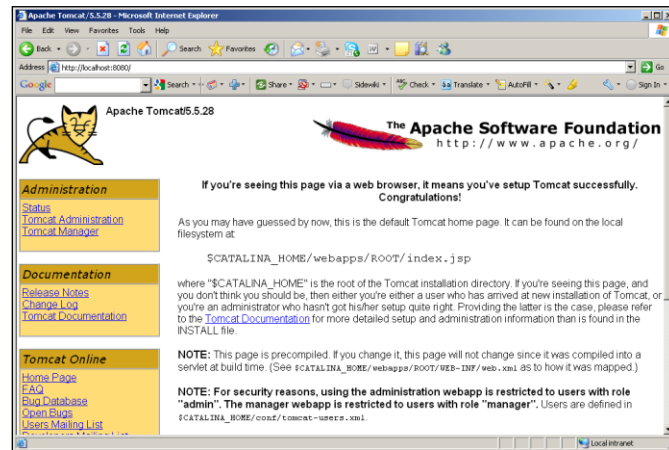 Apache Tomcat/5.5.28 - Microsoft Internet Explorer
File Edit View Favorites Tools Help
Back Search Favorites
Address http://localhost:8080/ Go
Google Search Share Sidewiki Check Translate AutoFill Sign In
Apache Tomcat/5.5.28
The Apache Software Foundation
http://www.apache.org/
Administration
Status
Tomcat Administration
Tomcat Manager
Documentation
Release Notes
Change Log
Tomcat Documentation
Tomcat Online
Home Page
FAQ
Bug Database
Open Bugs
Users Mailing List
Developers Mailing List
If you're seeing this page via a web browser, it means you've setup Tomcat successfully.
Congratulations!
As you may have guessed by now, this is the default Tomcat home page. It can be found on the local
filesystem at:
$CATALINA_HOME/webapps/ROOT/index.jsp
where "$CATALINA_HOME" is the root of the Tomcat installation directory. If you're seeing this page, and
you don't think you should be, then either you're either a user who has arrived at new installation of Tomcat, or
you're an administrator who hasn't got his/her setup quite right. Providing the latter is the case, please refer
to the Tomcat Documentation for more detailed setup and administration information than is found in the
INSTALL file.
NOTE: This page is precompiled. If you change it, this page will not change since it was compiled into a
servlet at build time. (See $CATALINA_HOME/webapps/ROOT/WEB-INF/web.xml as to how it was mapped.)
NOTE: For security reasons, using the administration webapp is restricted to users with role
"admin". The manager webapp is restricted to users with role "manager". Users are defined in
$CATALINA_HOME/conf/tomcat-users.xml.
Local intranet